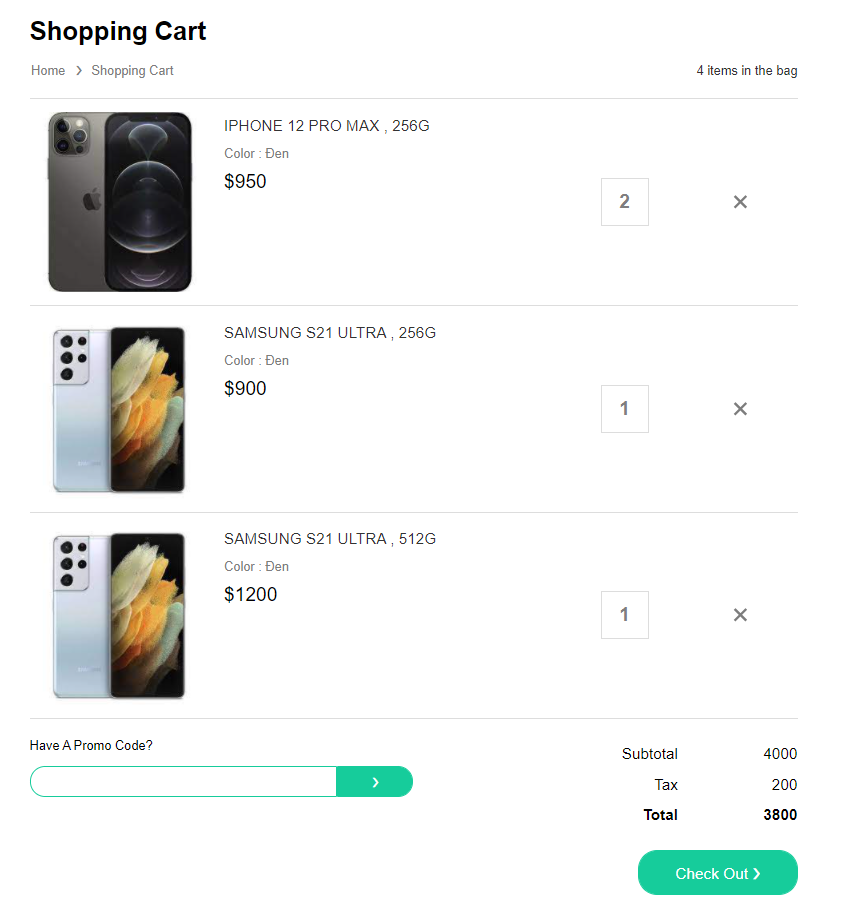 Shopping Cart
Home > Shopping Cart
4 items in the bag
IPHONE 12 PRO MAX , 256G
Color : Đen
$950
2
×
SAMSUNG S21 ULTRA , 256G
Color : Đen
$900
1
×
SAMSUNG S21 ULTRA , 512G
Color : Đen
$1200
1
×
Have A Promo Code?
>
Subtotal 4000
Tax 200
Total 3800
Check Out >